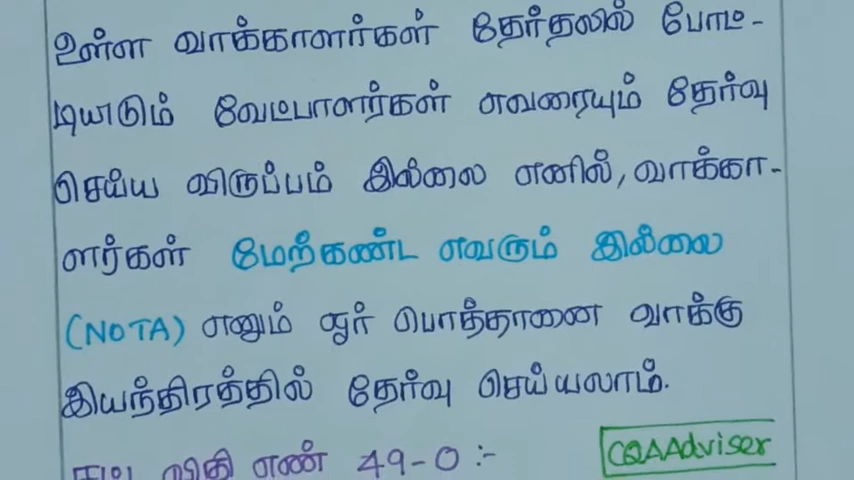 உள்ள வாக்காளர்கள் தேர்தலில் போட்-
டியாடும் வேட்பாளர்கள் எவரையும் தேர்வு
செய்ய விருப்பம் இல்லை எனில், வாக்கா-
ளர்கள் மேற்கண்ட எவரும் இல்லை
(NOTA) எனும் ஓர் பொத்தானை வாக்கு
இயந்திரத்தில் தேர்வு செய்யலாம்.
விதி எண் 49-O :-
CQAAdviser